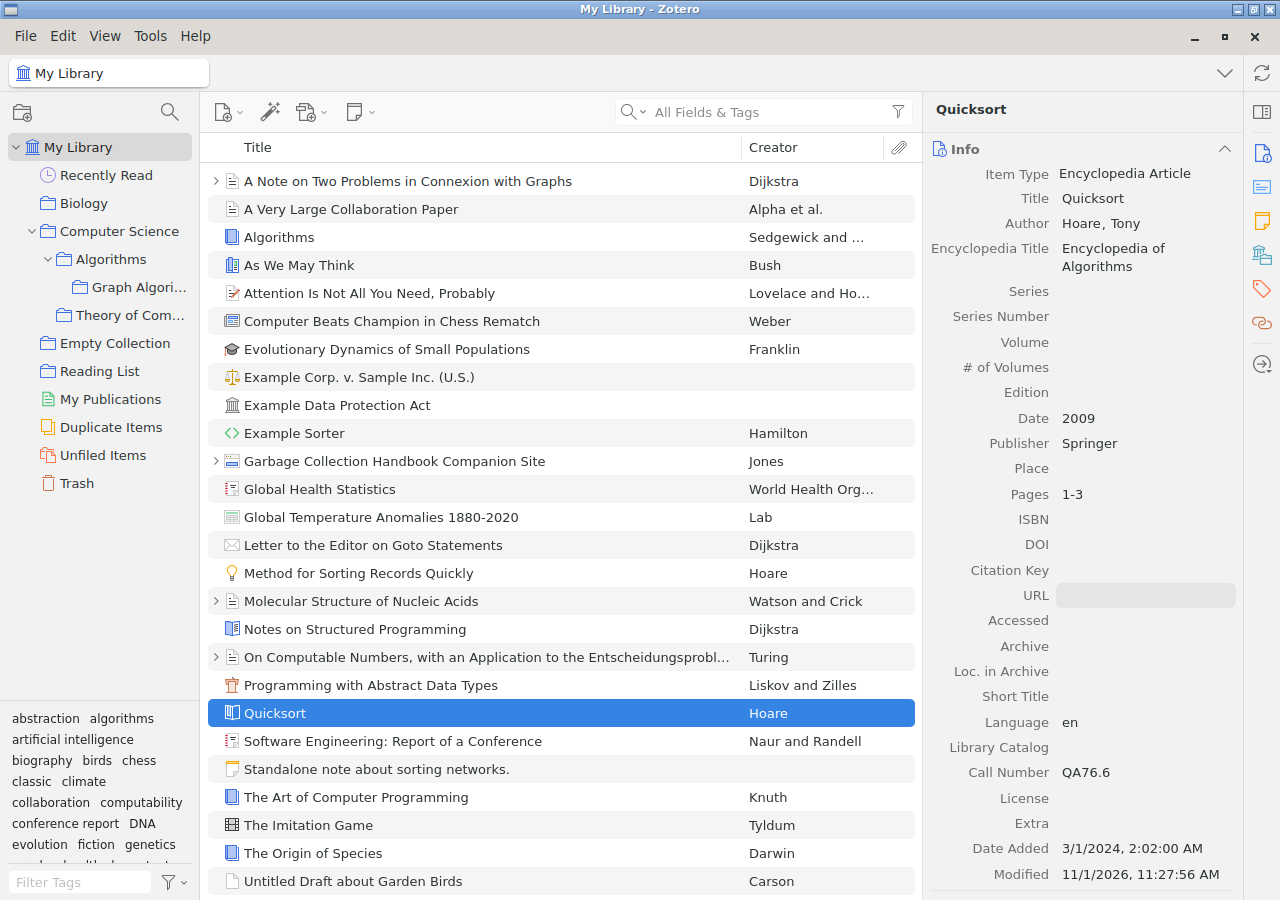 My Library - Zotero
File Edit View Tools Help
My Library
All Fields & Tags
My Library
Recently Read
Biology
Computer Science
Algorithms
Graph Algori...
Theory of Com...
Empty Collection
Reading List
My Publications
Duplicate Items
Unfiled Items
Trash
abstraction algorithms
artificial intelligence
biography birds chess
classic climate
collaboration computability
conference report DNA
evolution fiction genetics
Filter Tags
Title Creator
A Note on Two Problems in Connexion with Graphs Dijkstra
A Very Large Collaboration Paper Alpha et al.
Algorithms Sedgewick and ...
As We May Think Bush
Attention Is Not All You Need, Probably Lovelace and Ho...
Computer Beats Champion in Chess Rematch Weber
Evolutionary Dynamics of Small Populations Franklin
Example Corp. v. Sample Inc. (U.S.)
Example Data Protection Act
Example Sorter Hamilton
Garbage Collection Handbook Companion Site Jones
Global Health Statistics World Health Org...
Global Temperature Anomalies 1880-2020 Lab
Letter to the Editor on Goto Statements Dijkstra
Method for Sorting Records Quickly Hoare
Molecular Structure of Nucleic Acids Watson and Crick
Notes on Structured Programming Dijkstra
On Computable Numbers, with an Application to the Entscheidungsprobl... Turing
Programming with Abstract Data Types Liskov and Zilles
Quicksort Hoare
Software Engineering: Report of a Conference Naur and Randell
Standalone note about sorting networks.
The Art of Computer Programming Knuth
The Imitation Game Tyldum
The Origin of Species Darwin
Untitled Draft about Garden Birds Carson
Quicksort
Info
Item Type Encyclopedia Article
Title Quicksort
Author Hoare, Tony
Encyclopedia Title Encyclopedia of
Algorithms
Series
Series Number
Volume
# of Volumes
Edition
Date 2009
Publisher Springer
Place
Pages 1-3
ISBN
DOI
Citation Key
URL
Accessed
Archive
Loc. in Archive
Short Title
Language en
Library Catalog
Call Number QA76.6
License
Extra
Date Added 3/1/2024, 2:02:00 AM
Modified 11/1/2026, 11:27:56 AM